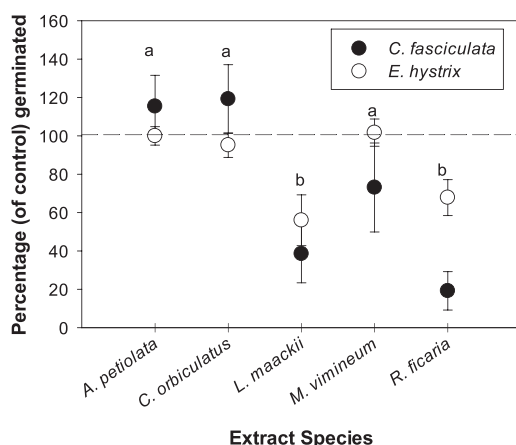 Percentage (of control) germinated
160
140
120
100
80
60
40
20
0
C. fasciculata
E. hystrix
a
a
b
a
b
A. petiolata
C. orbiculatus
L. maackii
M. vimineum
R. ficaria
Extract Species